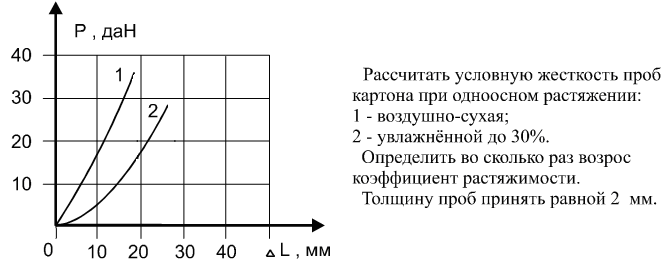 P , даН
40
30
20
10
1
2
0
10
20
30
40
Δ L , мм
Рассчитать условную жесткость проб
картона при одноосном растяжении:
1 - воздушно-сухая;
2 - увлажнённой до 30%.
Определить во сколько раз возрос
коэффициент растяжимости.
Толщину проб принять равной 2 мм.